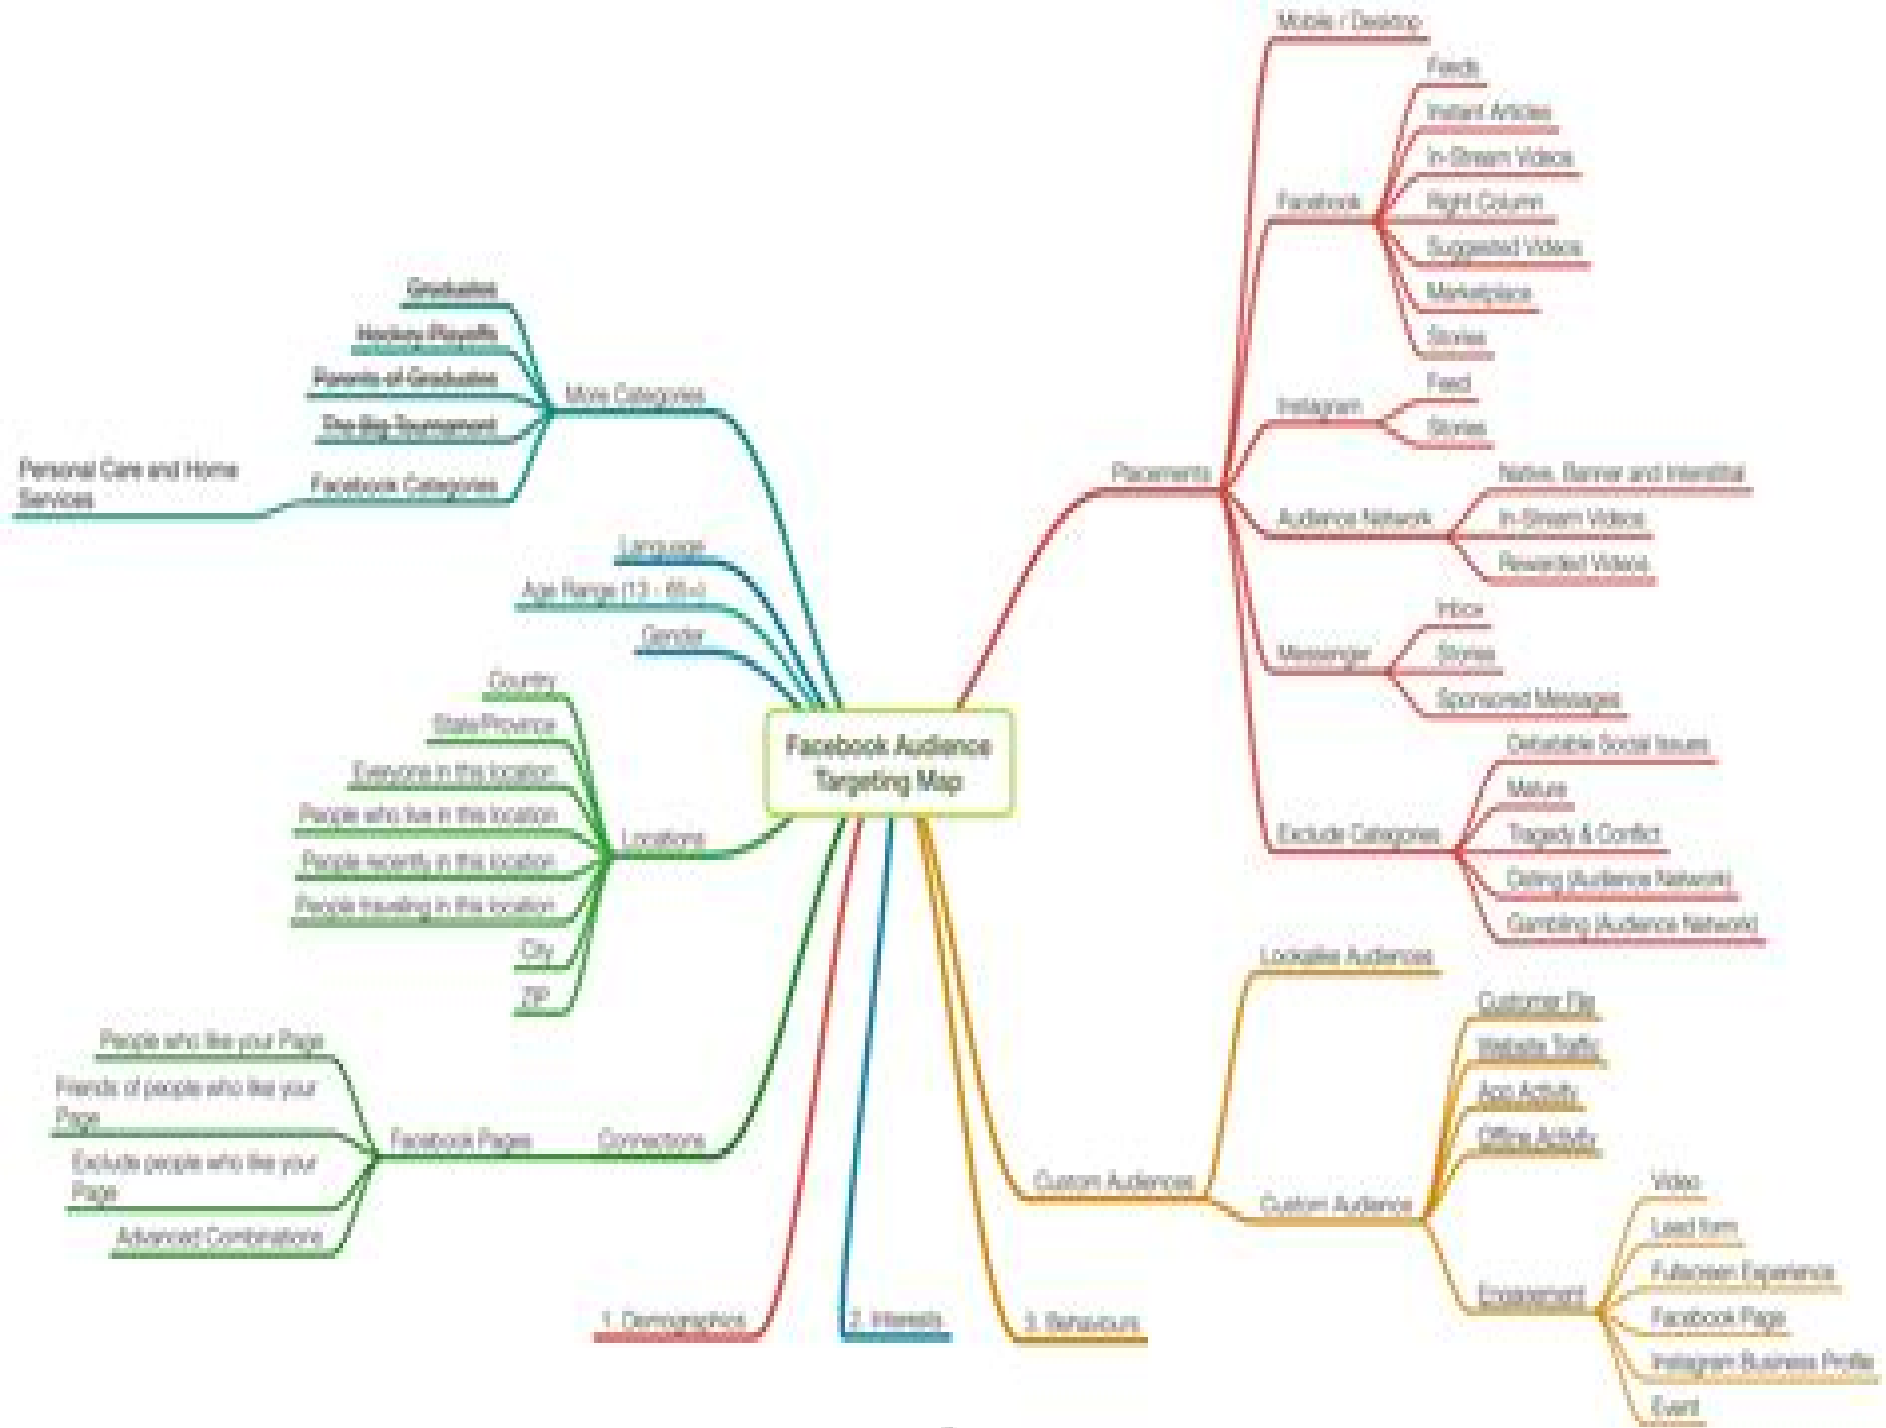 Mobile / Desktop
Feeds
Instant Articles
In-Stream Videos
Facebook
Right Column
Suggested Videos
Marketplace
Stories
Instagram
Feed
Stories
Placements
Audience Network
Native, Banner and Interstitial
In-Stream Videos
Rewarded Videos
Messenger
Inbox
Stories
Sponsored Messages
Exclude Categories
Debatable Social Issues
Mature
Tragedy & Conflict
Dating (Audience Network)
Gambling (Audience Network)
Graduates
Hockey Playoffs
Parents of Graduates
The Big Tournament
More Categories
Facebook Categories
Personal Care and Home
Services
Language
Age Range (13 - 65+)
Gender
Facebook Audience
Targeting Map
Country
State/Province
Everyone in this location
People who live in this location
People recently in this location
People traveling in this location
City
ZIP
Locations
People who like your Page
Friends of people who like your
Page
Exclude people who like your
Page
Advanced Combinations
Facebook Pages
Connections
1. Demographics
2. Interests
3. Behaviours
Custom Audiences
Lookalike Audiences
Custom Audience
Customer File
Website Traffic
App Activity
Offline Activity
Engagement
Video
Lead form
Fullscreen Experience
Facebook Page
Instagram Business Profile
Event